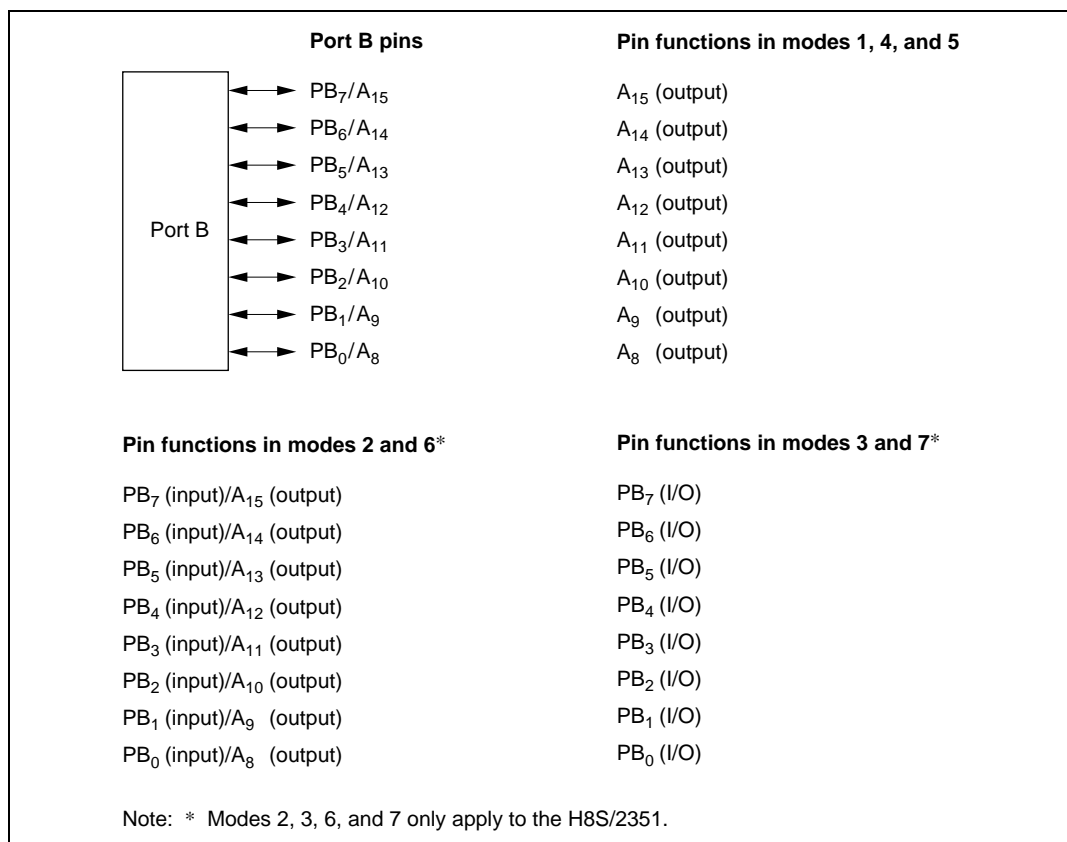 Port B pins
Pin functions in modes 1, 4, and 5
Port B
PB7/A15
A15 (output)
PB6/A14
A14 (output)
PB5/A13
A13 (output)
PB4/A12
A12 (output)
PB3/A11
A11 (output)
PB2/A10
A10 (output)
PB1/A9
A9 (output)
PB0/A8
A8 (output)
Pin functions in modes 2 and 6*
PB7 (input)/A15 (output)
PB6 (input)/A14 (output)
PB5 (input)/A13 (output)
PB4 (input)/A12 (output)
PB3 (input)/A11 (output)
PB2 (input)/A10 (output)
PB1 (input)/A9 (output)
PB0 (input)/A8 (output)
Pin functions in modes 3 and 7*
PB7 (I/O)
PB6 (I/O)
PB5 (I/O)
PB4 (I/O)
PB3 (I/O)
PB2 (I/O)
PB1 (I/O)
PB0 (I/O)
Note: * Modes 2, 3, 6, and 7 only apply to the H8S/2351.